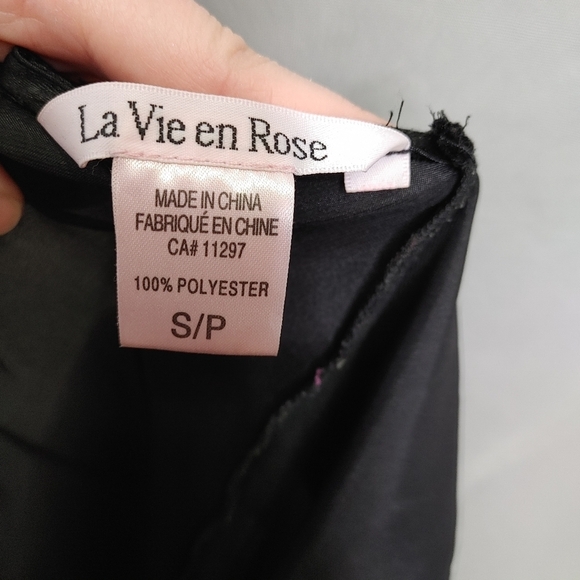 La Vie en Rose
MADE IN CHINA
FABRIQUÉ EN CHINE
CA# 11297
100% POLYESTER
S/P